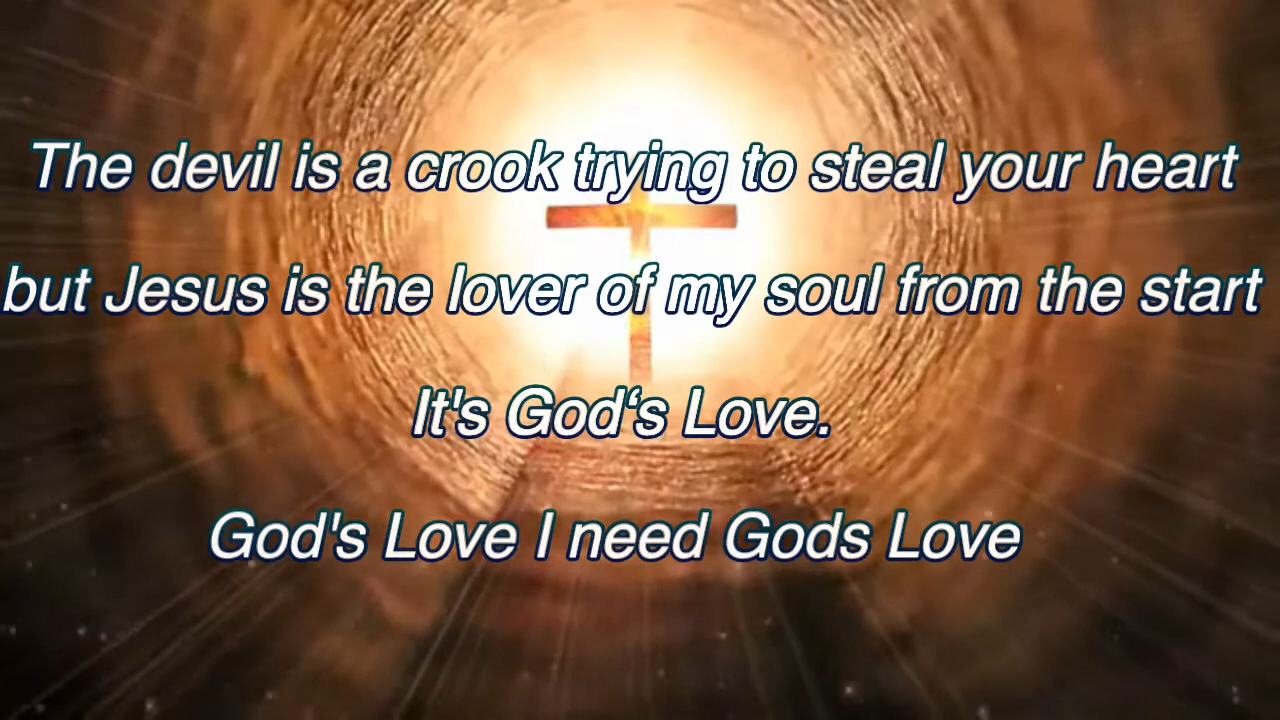 The devil is a crook trying to steal your heart
but Jesus is the lover of my soul from the start
It's God‘s Love.
God's Love I need Gods Love